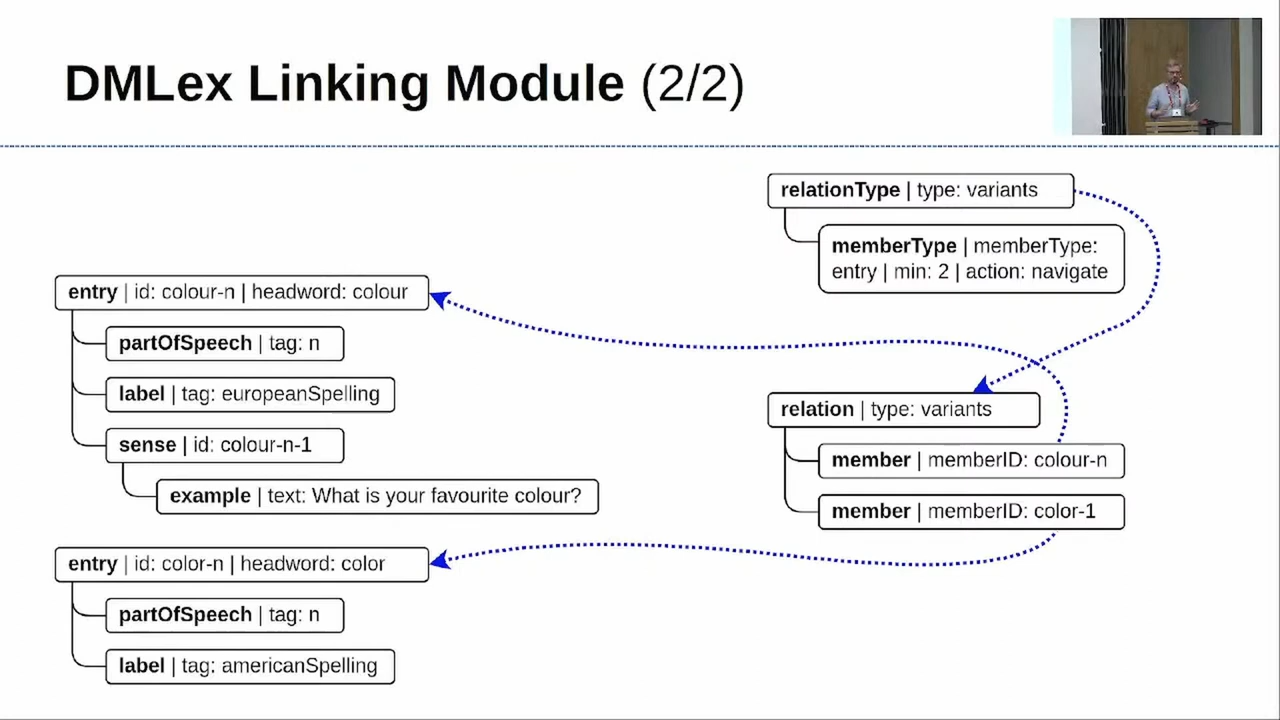 DMLex Linking Module (2/2)
relationType | type: variants
memberType | memberType:
entry | min: 2 | action: navigate
entry | id: colour-n | headword: colour
partOfSpeech | tag: n
label | tag: europeanSpelling
sense | id: colour-n-1
example | text: What is your favourite colour?
relation | type: variants
member | memberID: colour-n
member | memberID: color-1
entry | id: color-n | headword: color
partOfSpeech | tag: n
label | tag: americanSpelling